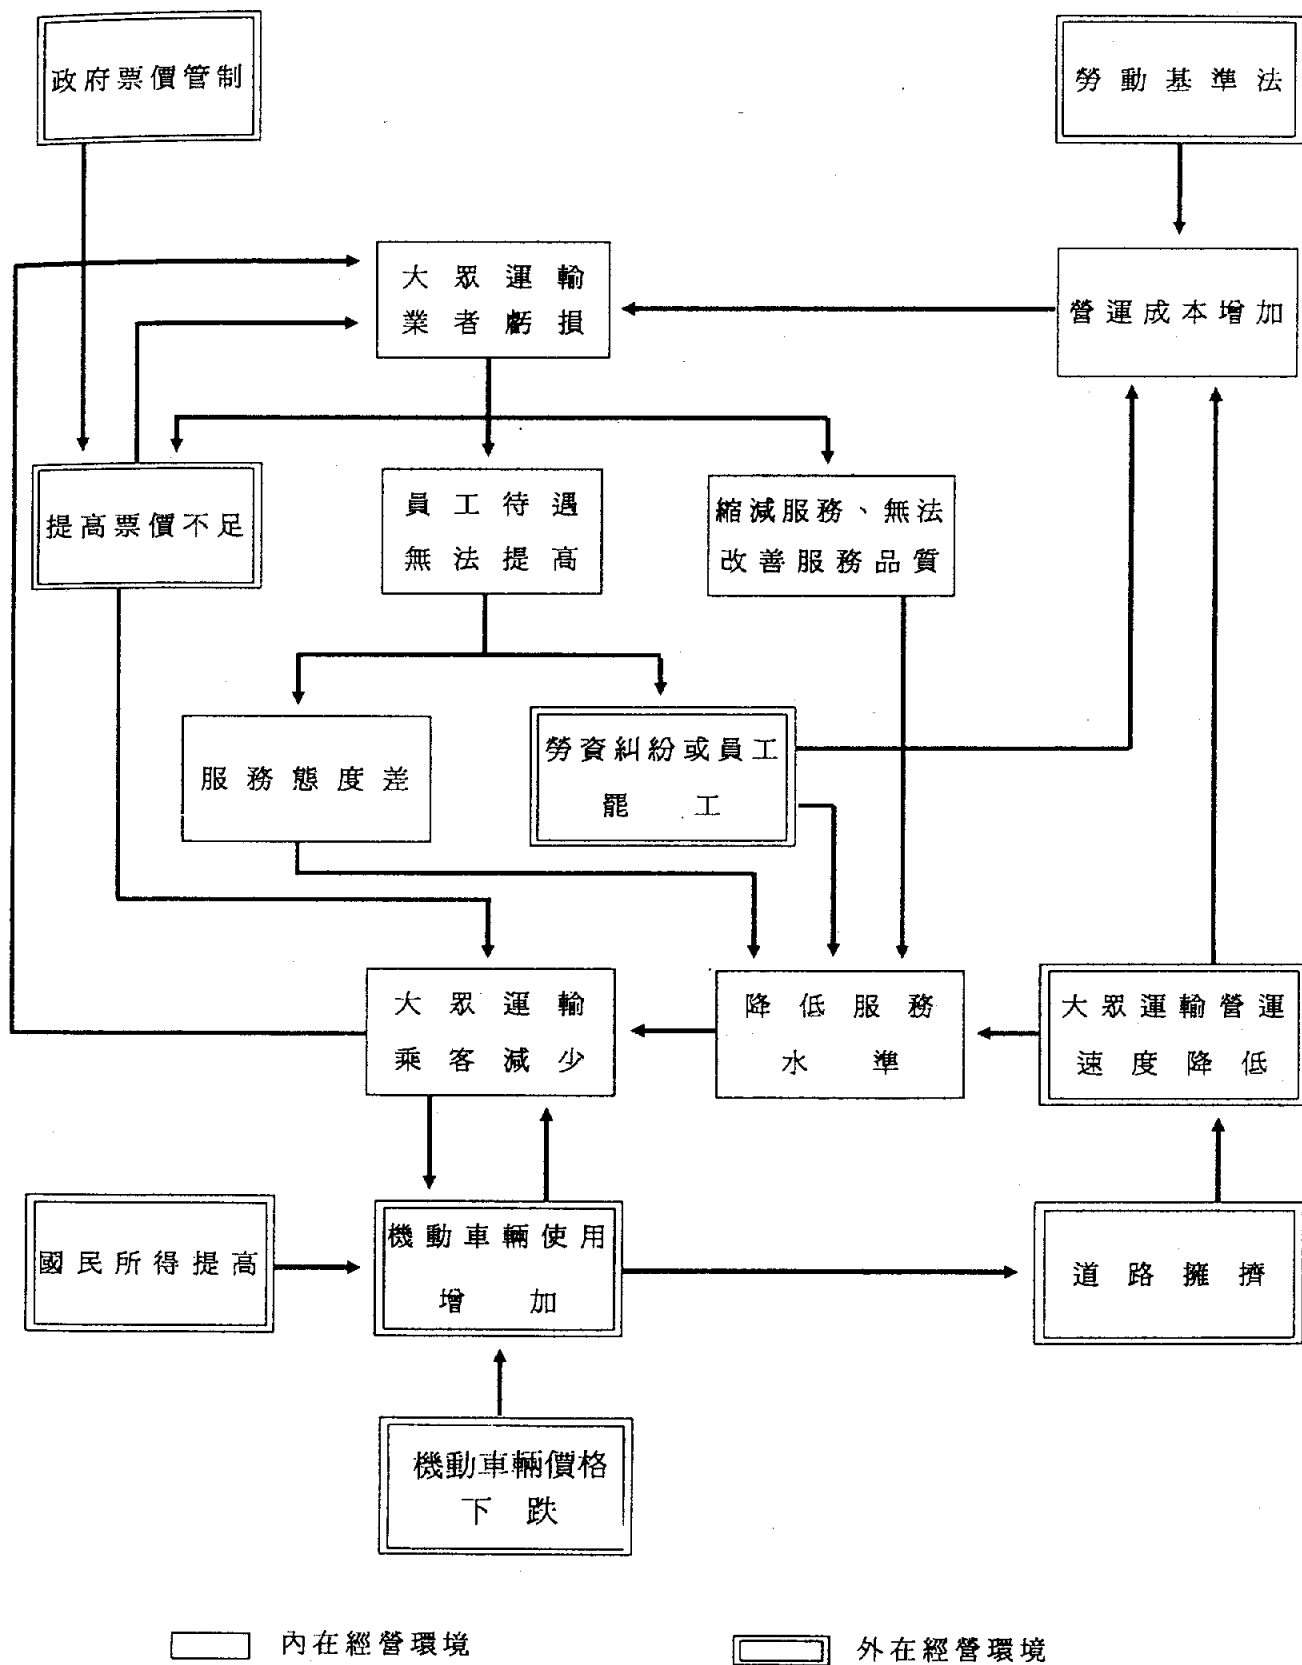 政府票價管制
勞動基準法
大眾運輸
業者虧損
營運成本增加
提高票價不足
員工待遇
無法提高
縮減服務、無法
改善服務品質
服務態度差
勞資糾紛或員工
罷工
大眾運輸
乘客減少
降低服務
水準
大眾運輸營運
速度降低
國民所得提高
機動車輛使用
增加
道路擁擠
機動車輛價格
下跌
內在經營環境
外在經營環境